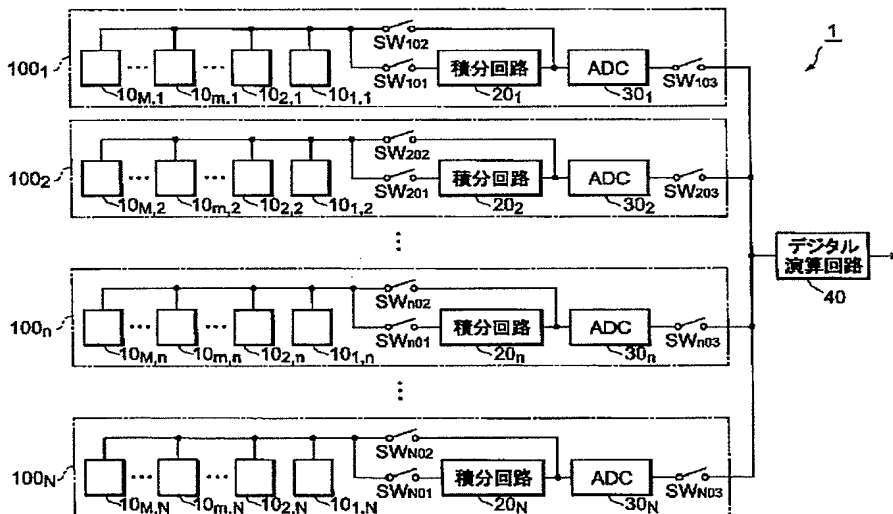 1
100₁
10M,1 … 10m,1 … 102,1 101,1
SW102
SW101
積分回路
20₁
ADC
30₁
SW103
100₂
10M,2 … 10m,2 … 102,2 101,2
SW202
SW201
積分回路
20₂
ADC
30₂
SW203
⋮
デジタル
演算回路
40
100n
10M,n … 10m,n … 102,n 101,n
SWn02
SWn01
積分回路
20n
ADC
30n
SWn03
⋮
100N
10M,N … 10m,N … 102,N 101,N
SWN02
SWN01
積分回路
20N
ADC
30N
SWN03